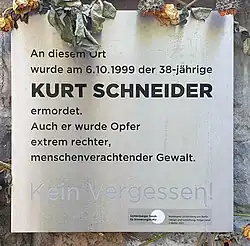 An diesem Ort
wurde am 6.10.1999 der 38-jährige
KURT SCHNEIDER
ermordet.
Auch er wurde Opfer
extrem rechter,
menschenverachtender Gewalt.
Kein Vergessen!